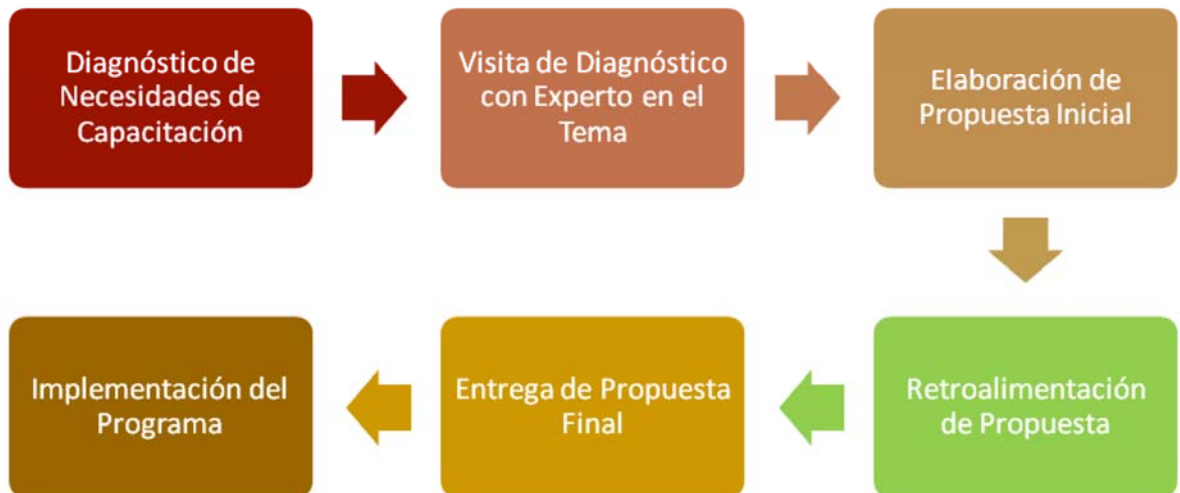 Diagnóstico de
Necesidades de
Capacitación
Visita de Diagnóstico
con Experto en el
Tema
Elaboración de
Propuesta Inicial
Retroalimentación
de Propuesta
Entrega de Propuesta
Final
Implementación del
Programa